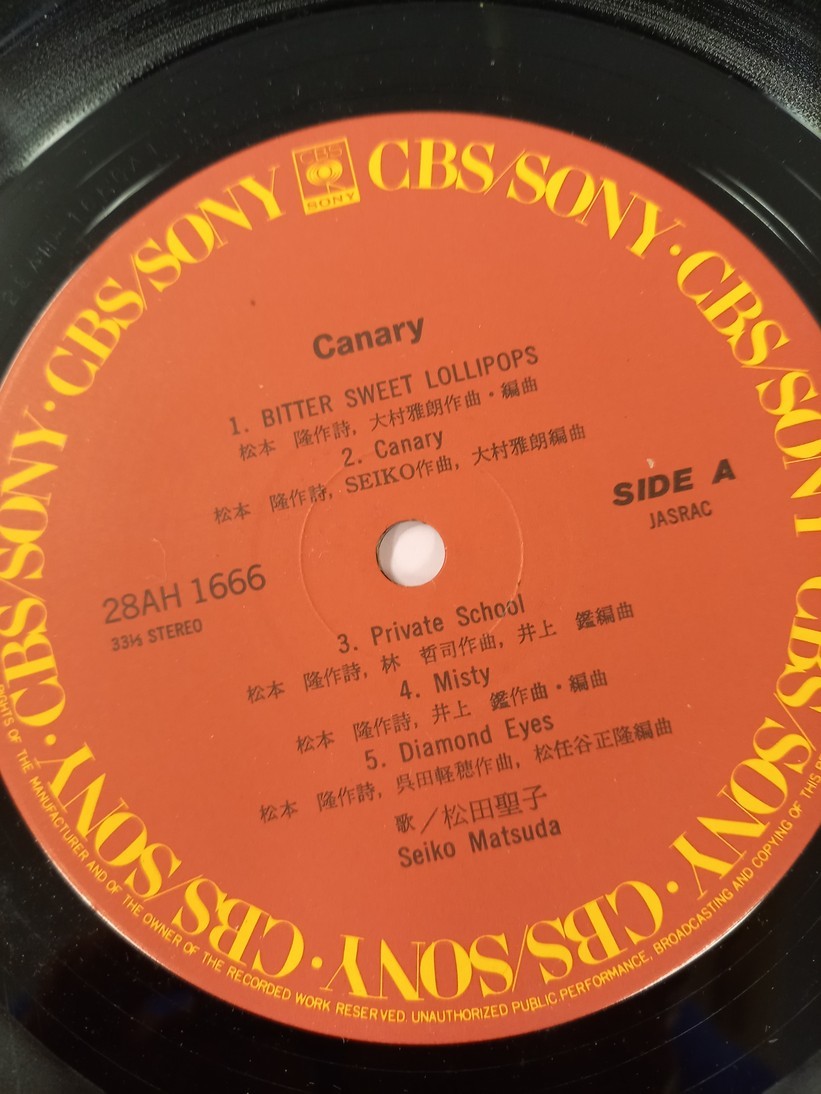 CBS
SONY
CBS/SONY · CBS/SONY · CBS/SONY · CBS/SONY · CBS/SONY · CBS/SONY · CBS/SONY · CBS/SONY
Canary
1. BITTER SWEET LOLLIPOPS
松本 隆作詩, 大村雅朗作曲・編曲
2. Canary
松本 隆作詩, SEIKO作曲, 大村雅朗編曲
SIDE A
JASRAC
28AH 1666
33⅓ STEREO
3. Private School
松本 隆作詩, 林 哲司作曲, 井上 鑑編曲
4. Misty
松本 隆作詩, 井上 鑑作曲・編曲
5. Diamond Eyes
松本 隆作詩, 呉田軽穂作曲, 松任谷正隆編曲
歌／松田聖子
Seiko Matsuda
RIGHTS OF THE MANUFACTURER AND OF THE OWNER OF THE RECORDED WORK RESERVED. UNAUTHORIZED PUBLIC PERFORMANCE, BROADCASTING AND COPYING OF THIS